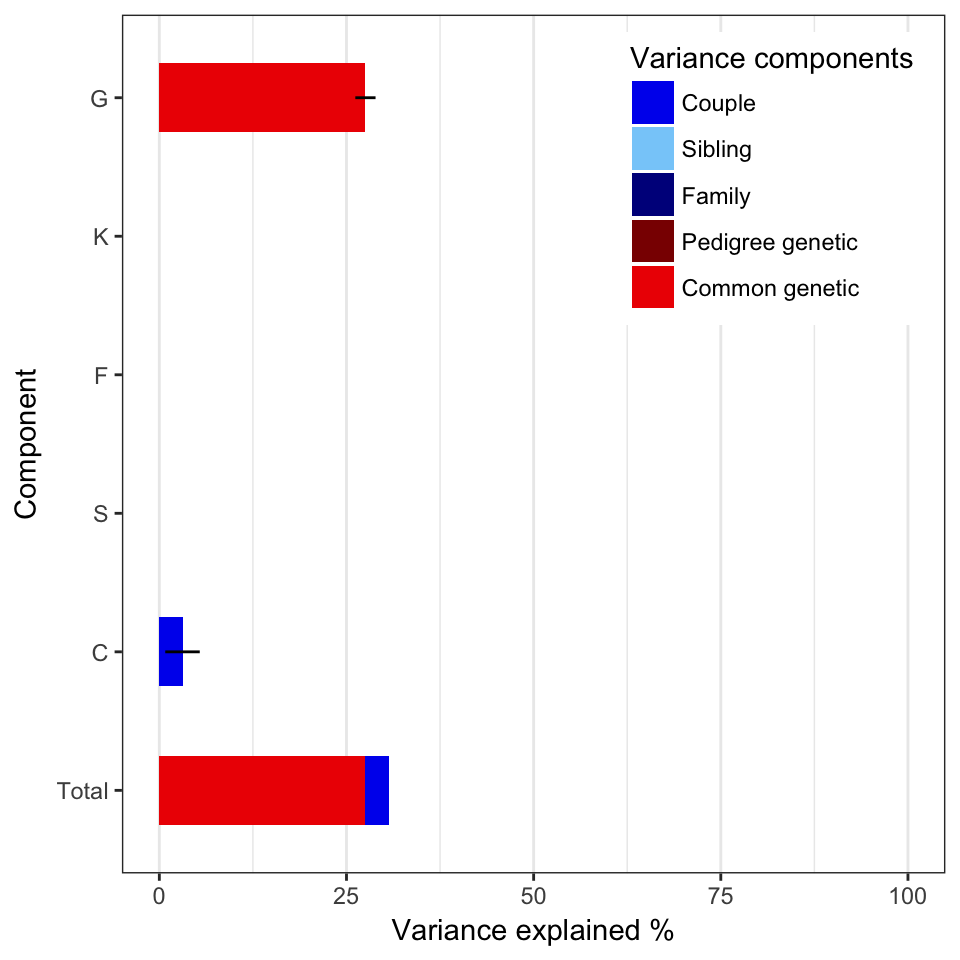 Variance components
Couple
Sibling
Family
Pedigree genetic
Common genetic
Component
G
K
F
S
C
Total
0 25 50 75 100
Variance explained %